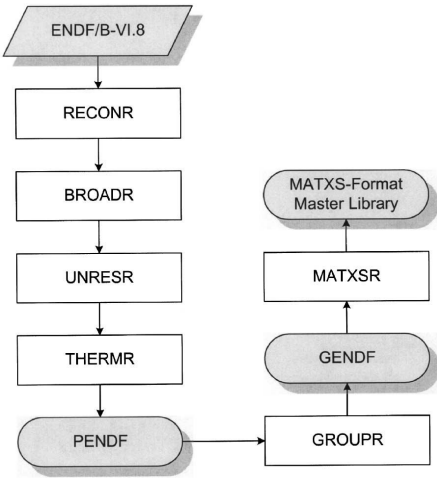 ENDF/B-VI.8
RECONR
BROADR
UNRESR
THERMR
PENDF
GROUPR
GENDF
MATXSR
MATXS-Format
Master Library